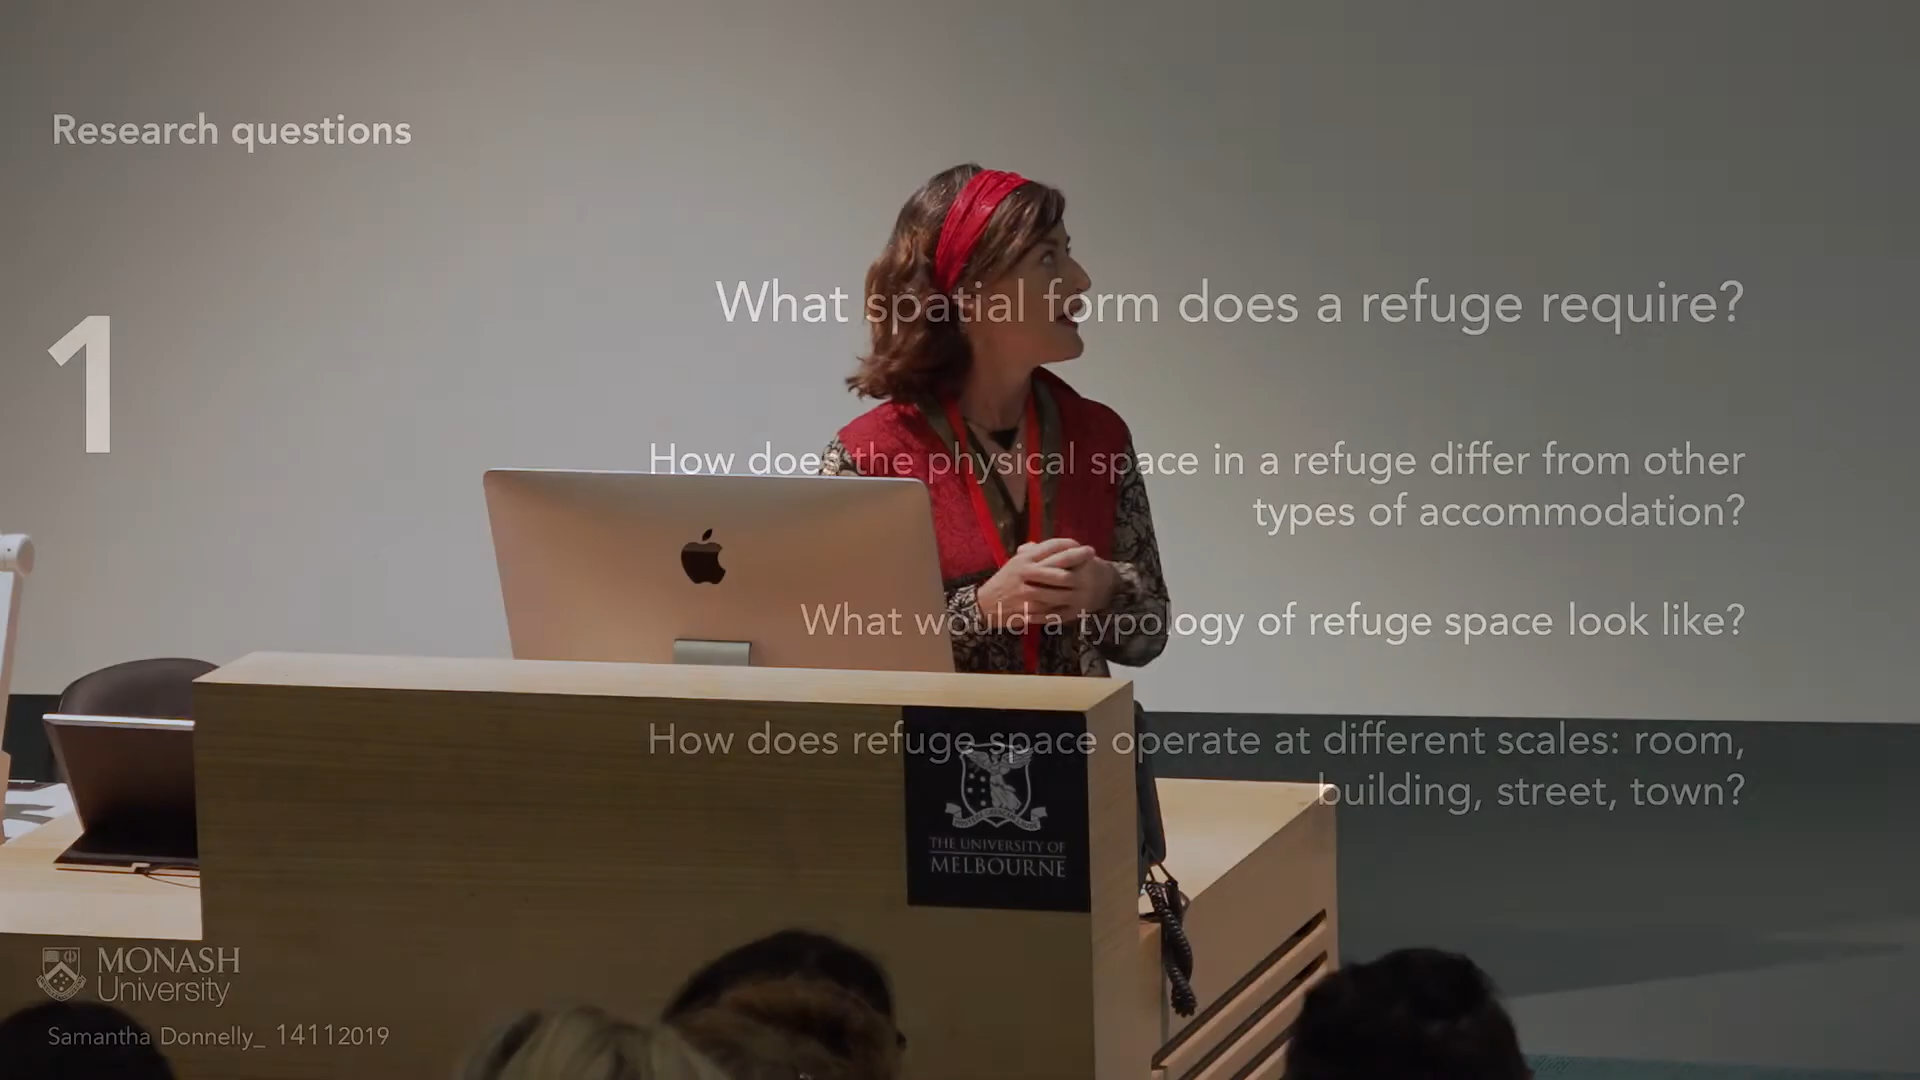 Research questions
1
What spatial form does a refuge require?
How does the physical space in a refuge differ from other
types of accommodation?
What would a typology of refuge space look like?
How does refuge space operate at different scales: room,
building, street, town?
THE UNIVERSITY OF
MELBOURNE
MONASH
University
Samantha Donnelly_ 14112019